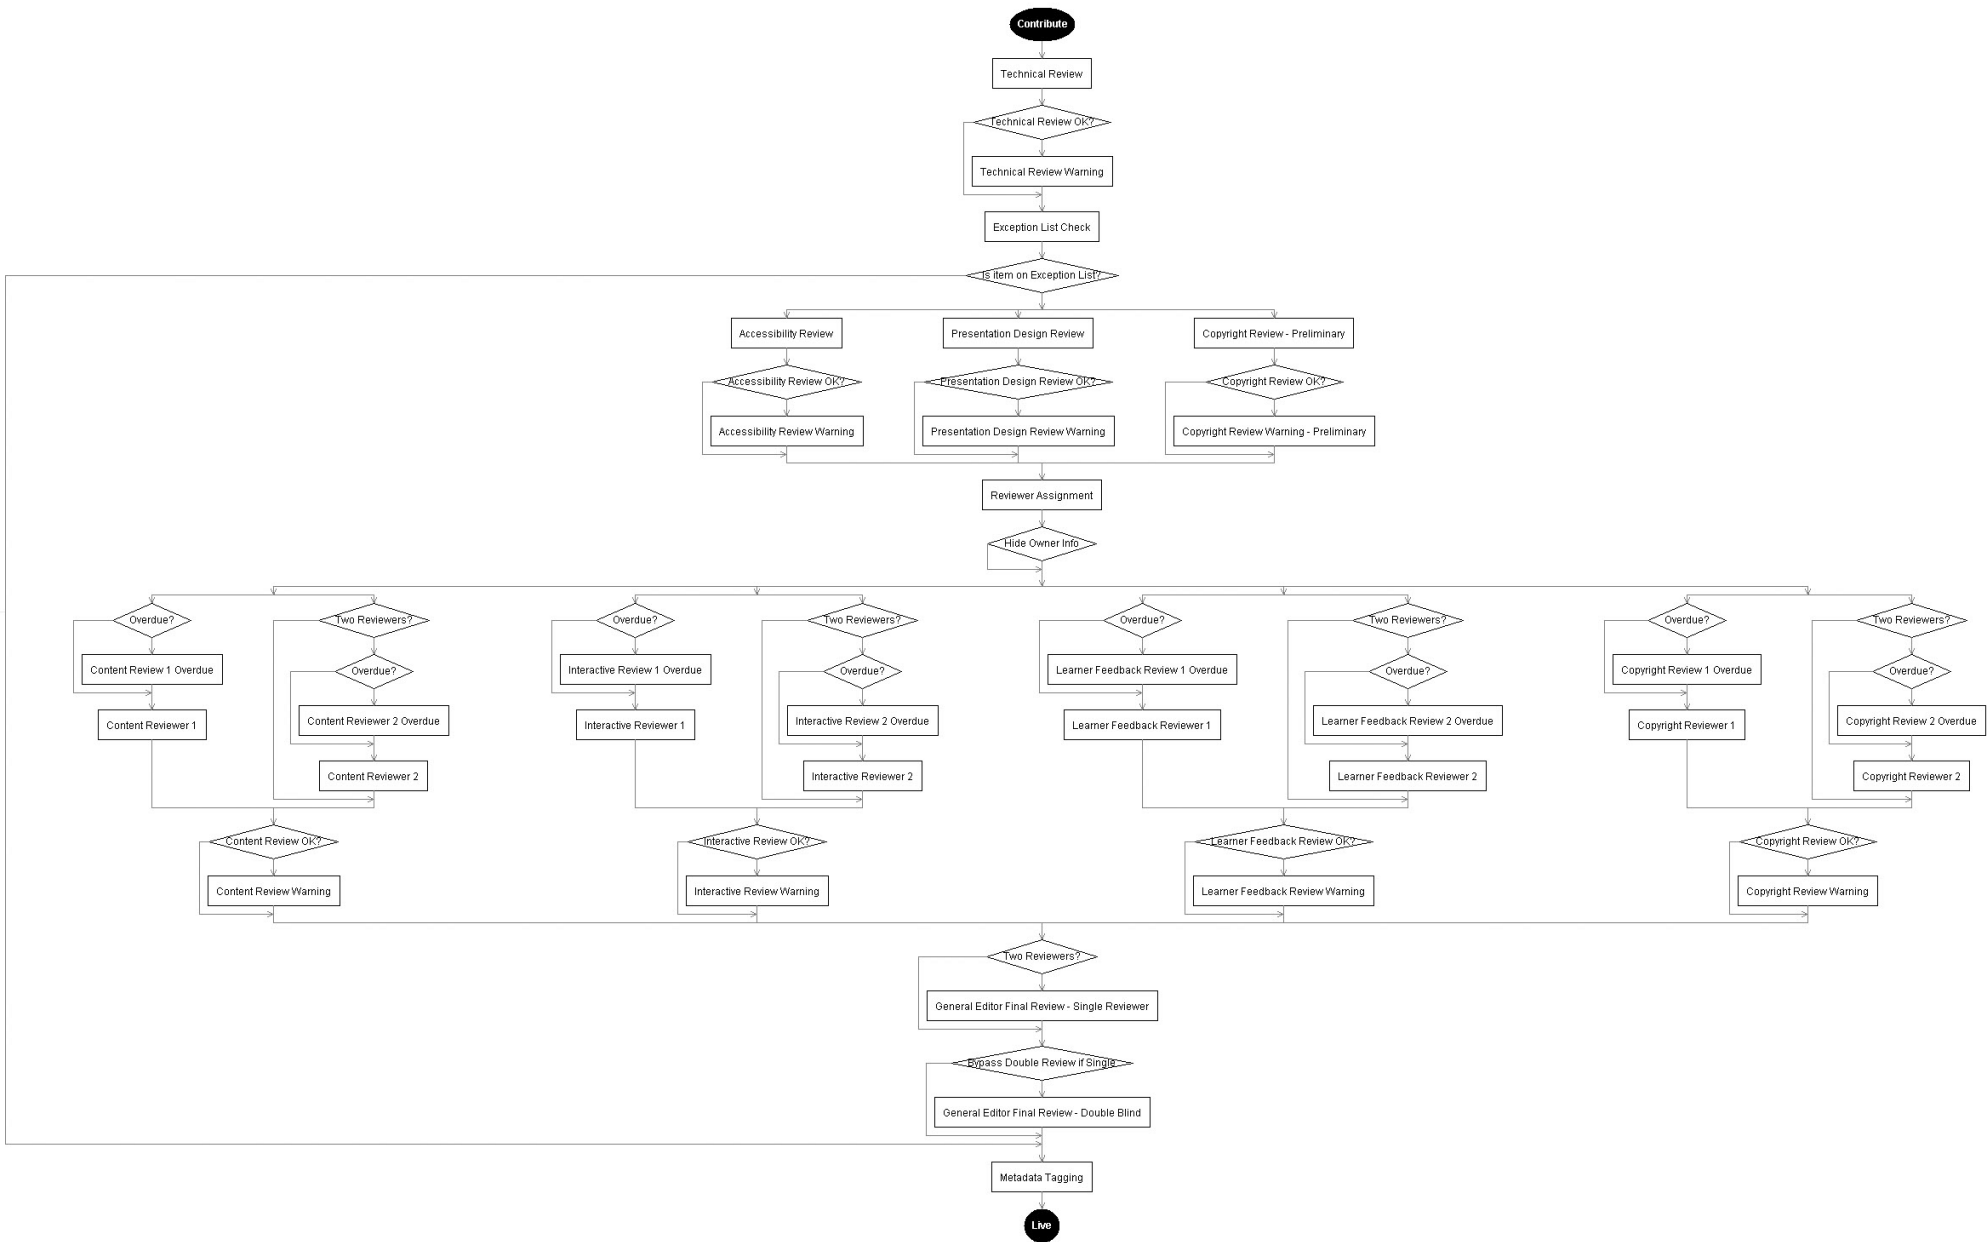 Contribute
Technical Review
Technical Review OK?
Technical Review Warning
Exception List Check
Is item on Exception List?
Accessibility Review
Presentation Design Review
Copyright Review - Preliminary
Accessibility Review OK?
Presentation Design Review OK?
Copyright Review OK?
Accessibility Review Warning
Presentation Design Review Warning
Copyright Review Warning - Preliminary
Reviewer Assignment
Hide Owner Info
Overdue?
Two Reviewers?
Overdue?
Two Reviewers?
Overdue?
Two Reviewers?
Overdue?
Two Reviewers?
Content Review 1 Overdue
Overdue?
Interactive Review 1 Overdue
Overdue?
Learner Feedback Review 1 Overdue
Overdue?
Copyright Review 1 Overdue
Overdue?
Content Reviewer 1
Content Reviewer 2 Overdue
Interactive Reviewer 1
Interactive Review 2 Overdue
Learner Feedback Reviewer 1
Learner Feedback Review 2 Overdue
Copyright Reviewer 1
Copyright Review 2 Overdue
Content Reviewer 2
Interactive Reviewer 2
Learner Feedback Reviewer 2
Copyright Reviewer 2
Content Review OK?
Interactive Review OK?
Learner Feedback Review OK?
Copyright Review OK?
Content Review Warning
Interactive Review Warning
Learner Feedback Review Warning
Copyright Review Warning
Two Reviewers?
General Editor Final Review - Single Reviewer
Bypass Double Review if Single
General Editor Final Review - Double Blind
Metadata Tagging
Live